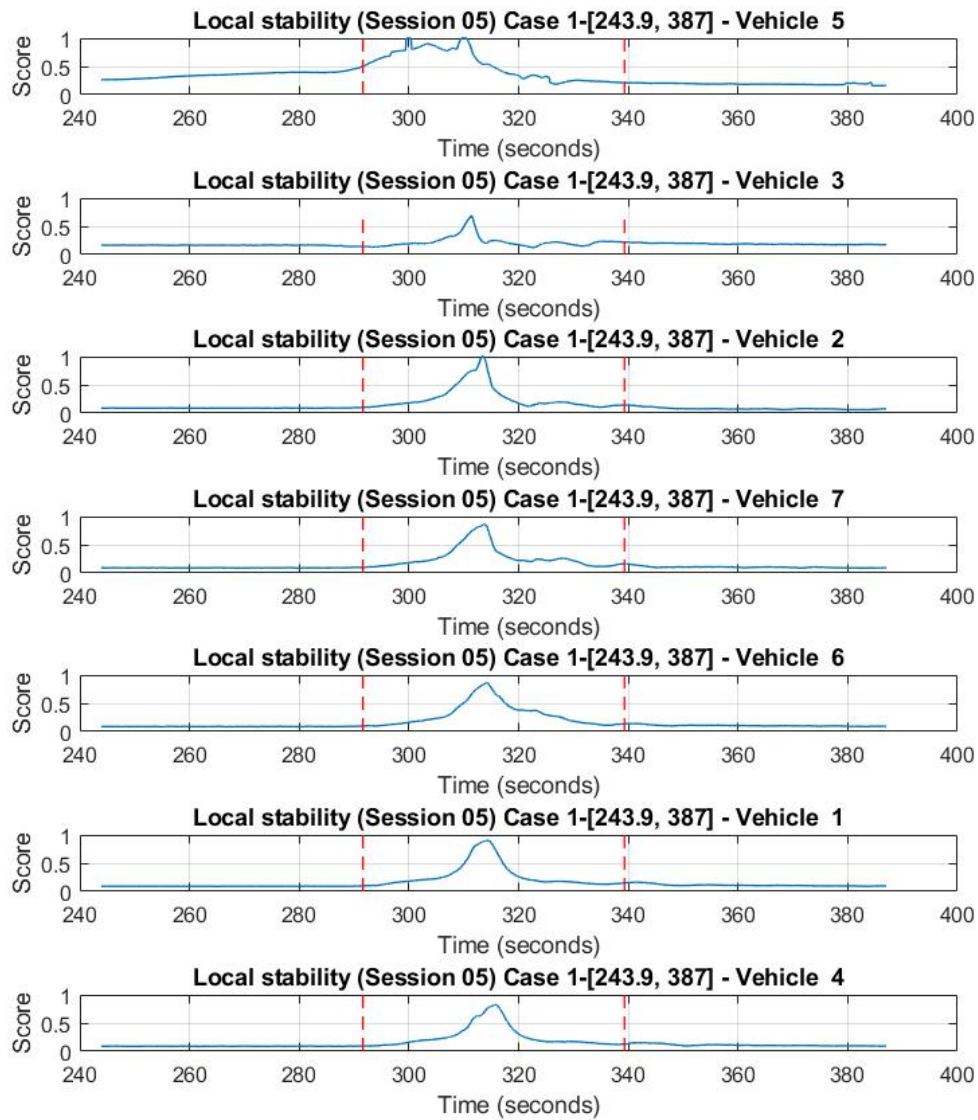 Local stability (Session 05) Case 1-[243.9, 387] - Vehicle  5
Score
1
0.5
0
240 260 280 300 320 340 360 380 400
Time (seconds)
Local stability (Session 05) Case 1-[243.9, 387] - Vehicle  3
Score
1
0.5
0
240 260 280 300 320 340 360 380 400
Time (seconds)
Local stability (Session 05) Case 1-[243.9, 387] - Vehicle  2
Score
1
0.5
0
240 260 280 300 320 340 360 380 400
Time (seconds)
Local stability (Session 05) Case 1-[243.9, 387] - Vehicle  7
Score
1
0.5
0
240 260 280 300 320 340 360 380 400
Time (seconds)
Local stability (Session 05) Case 1-[243.9, 387] - Vehicle  6
Score
1
0.5
0
240 260 280 300 320 340 360 380 400
Time (seconds)
Local stability (Session 05) Case 1-[243.9, 387] - Vehicle  1
Score
1
0.5
0
240 260 280 300 320 340 360 380 400
Time (seconds)
Local stability (Session 05) Case 1-[243.9, 387] - Vehicle  4
Score
1
0.5
0
240 260 280 300 320 340 360 380 400
Time (seconds)